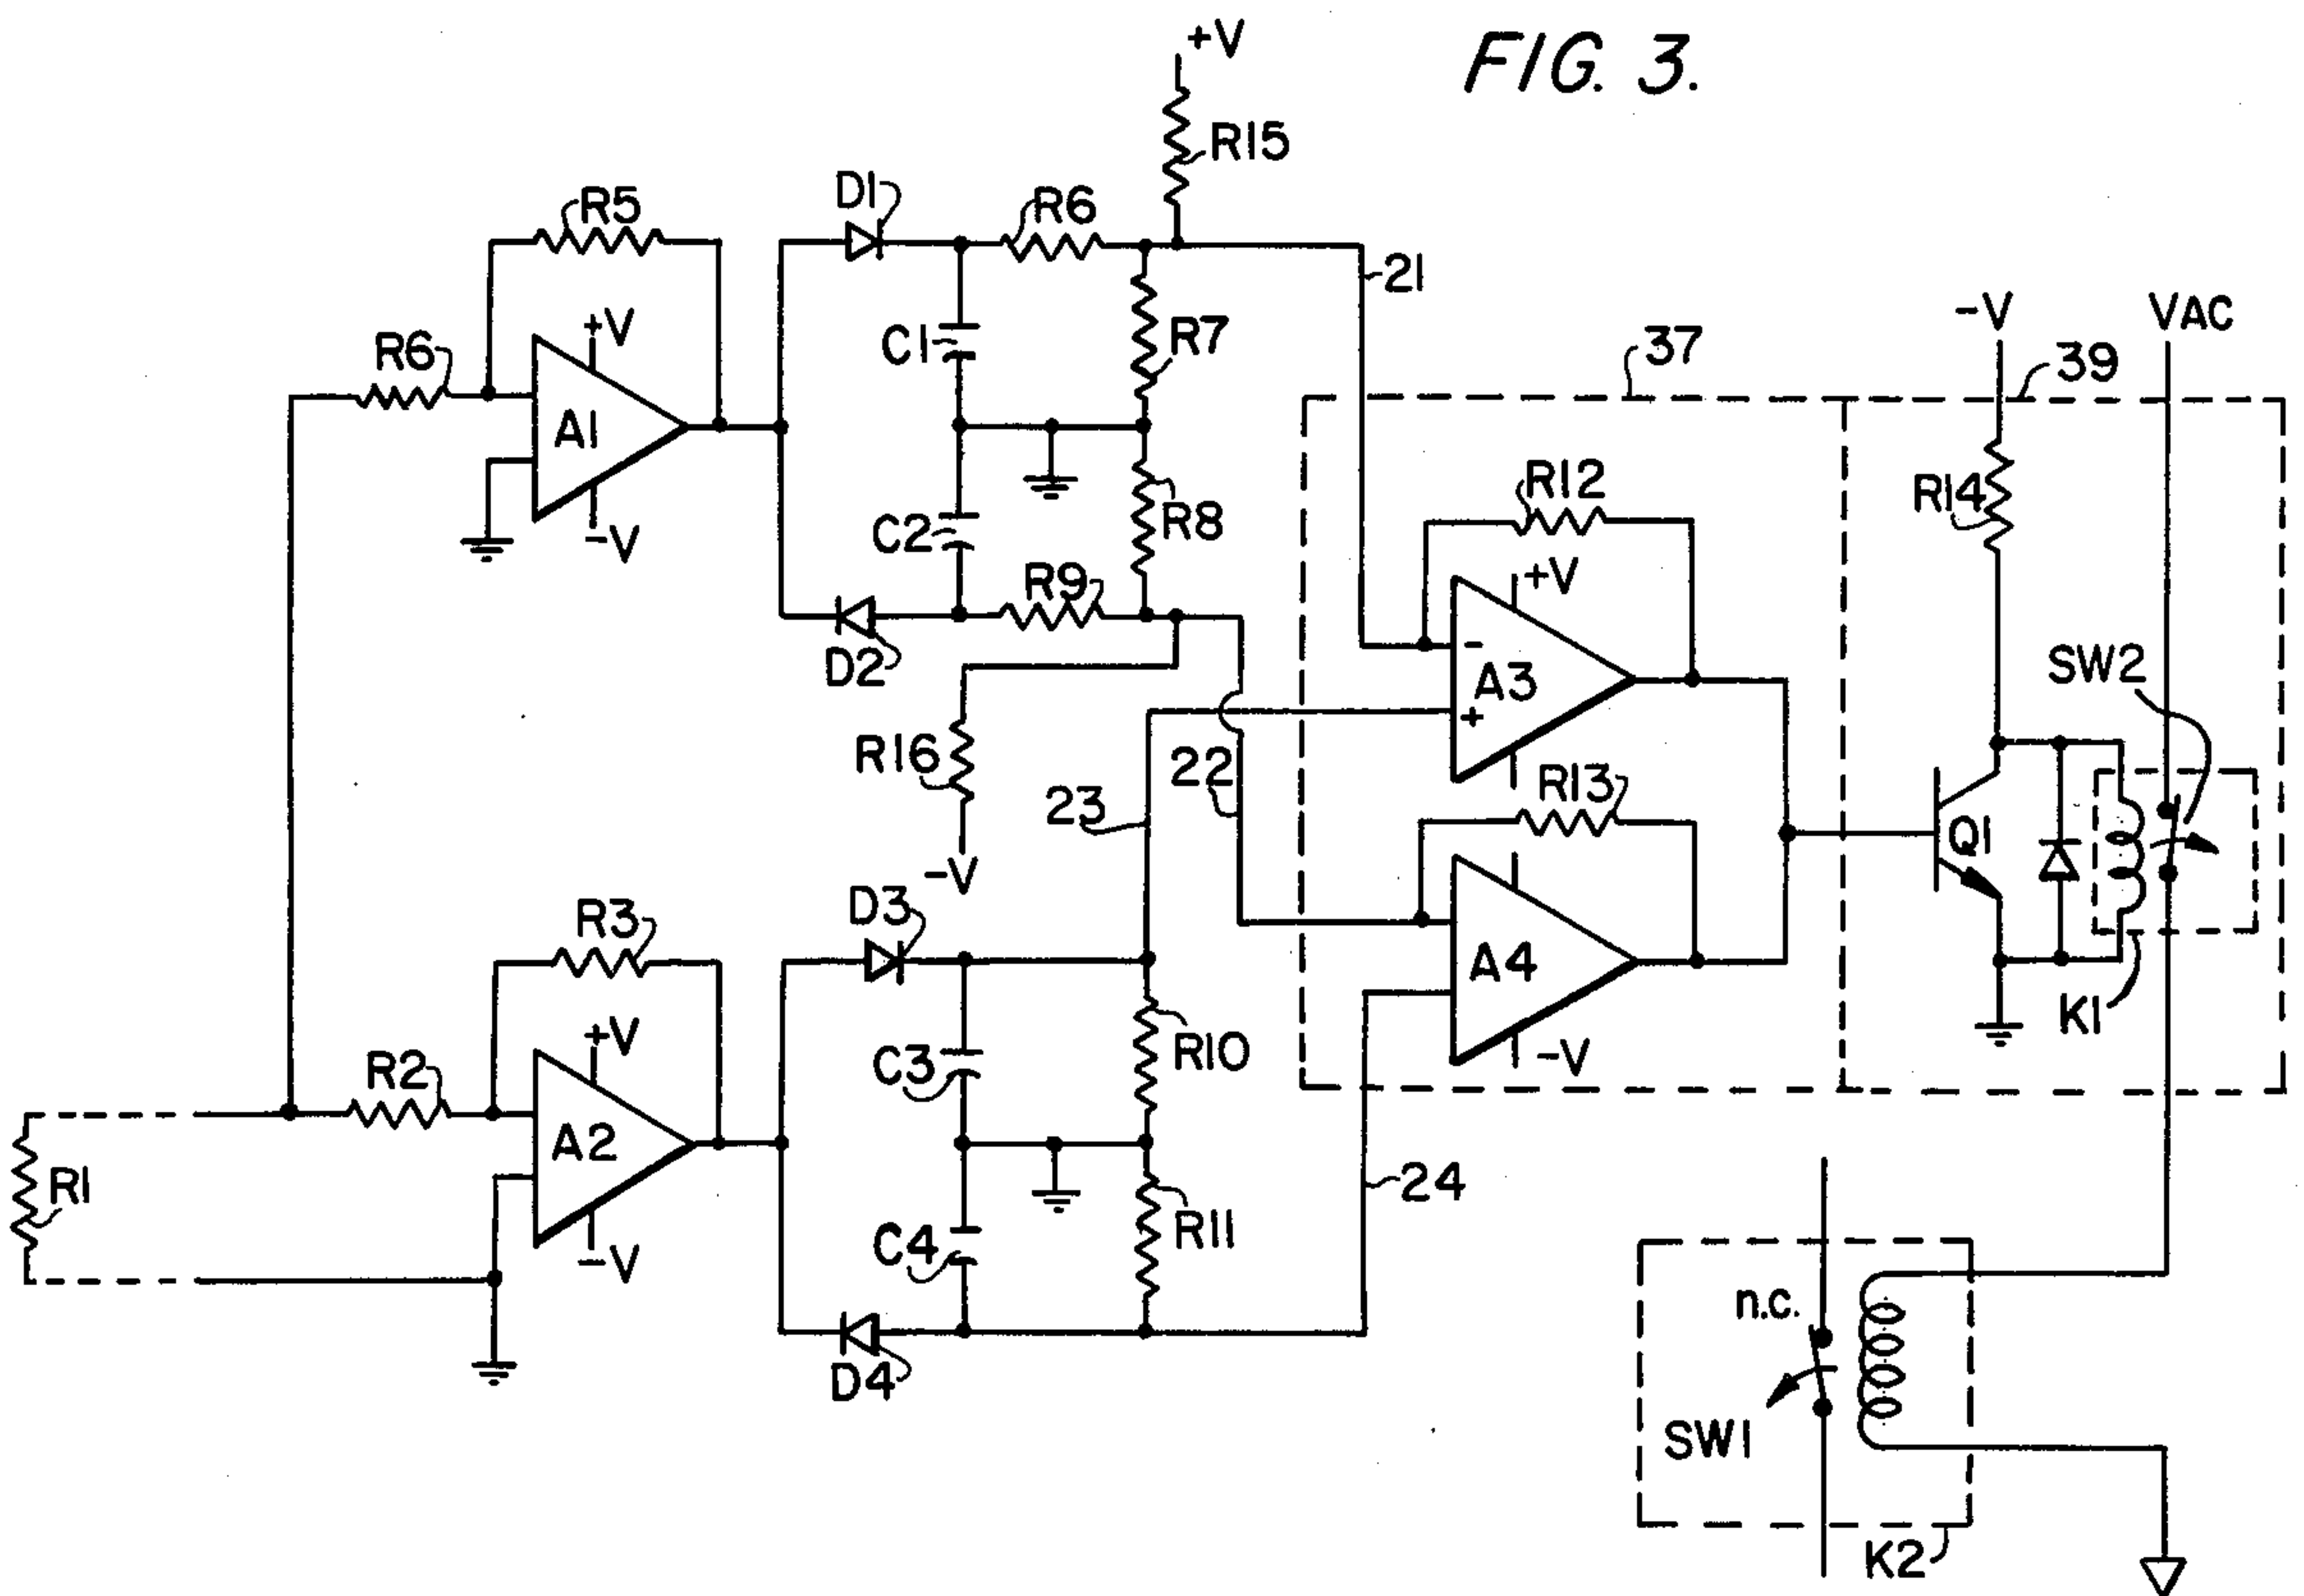 +V
FIG. 3.
R15
D1
R5
R6
21
+V
R6
C1
R7
37
-V
VAC
39
A1
-V
C2
R8
R12
R14
R9
+V
D2
-
A3
+
SW2
R16
22
R13
23
Q1
-V
D3
R3
A4
K1
+V
R2
C3
R10
-V
A2
R1
24
C4
R11
-V
n.c.
D4
SW1
K2